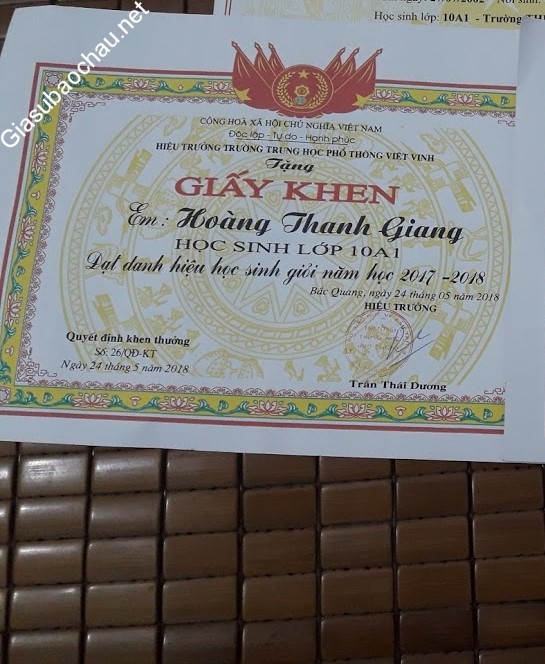 Học sinh lớp: 10A1 - Trường
Giasubaochau.net
CỘNG HOÀ XÃ HỘI CHỦ NGHĨA VIỆT NAM
Độc lập - Tự do - Hạnh phúc
HIỆU TRƯỞNG TRƯỜNG TRUNG HỌC PHỔ THÔNG VIỆT VINH
Tặng
GIẤY KHEN
Em : Hoàng Thanh Giang
HỌC SINH LỚP 10A1
Đạt danh hiệu học sinh giỏi năm học 2017 -2018
Bắc Quang, ngày 24 tháng 05 năm 2018
HIỆU TRƯỞNG
Quyết định khen thưởng
Số: 26/QĐ-KT
Ngày 24 tháng 5 năm 2018
Trần Thái Dương